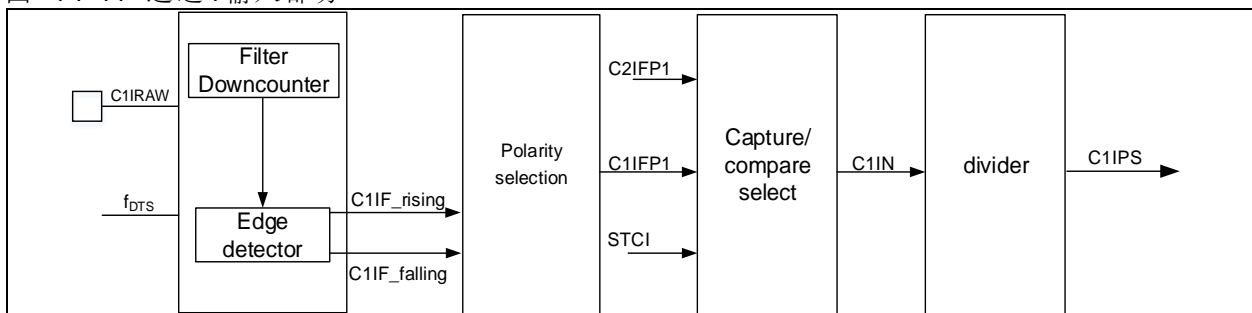 Filter
Downcounter
C1IRAW
fDTS
Edge
detector
C1IF_rising
C1IF_falling
Polarity
selection
C2IFP1
C1IFP1
STCI
Capture/
compare
select
C1IN
divider
C1IPS